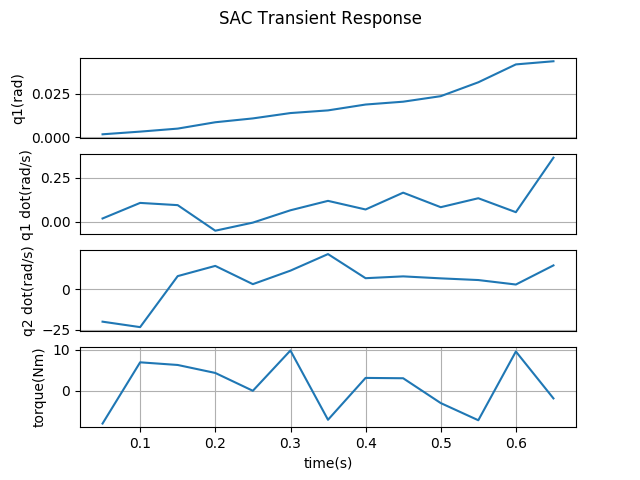 SAC Transient Response
q1(rad)
0.025
0.000
q1 dot(rad/s)
0.25
0.00
q2 dot(rad/s)
0
−25
torque(Nm)
10
0
0.1 0.2 0.3 0.4 0.5 0.6
time(s)